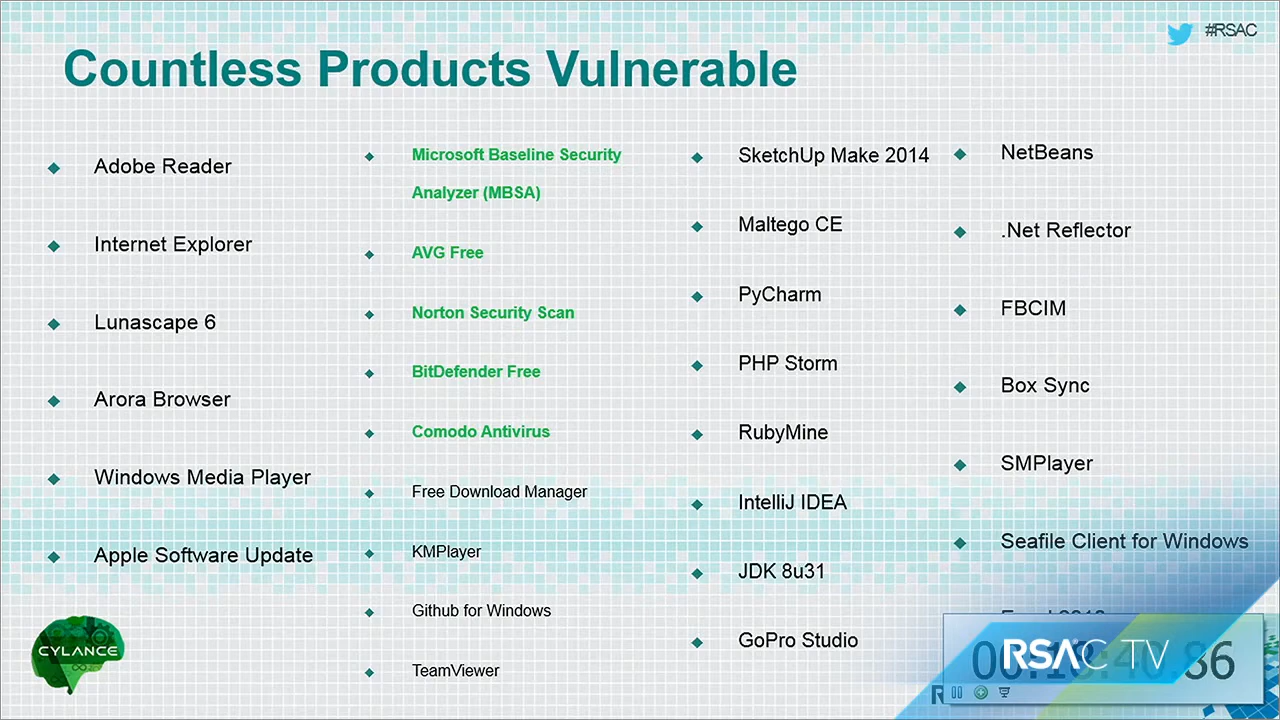 #RSAC
Countless Products Vulnerable
Adobe Reader
Internet Explorer
Lunascape 6
Arora Browser
Windows Media Player
Apple Software Update
Microsoft Baseline Security
Analyzer (MBSA)
AVG Free
Norton Security Scan
BitDefender Free
Comodo Antivirus
Free Download Manager
KMPlayer
Github for Windows
TeamViewer
SketchUp Make 2014
Maltego CE
PyCharm
PHP Storm
RubyMine
IntelliJ IDEA
JDK 8u31
GoPro Studio
NetBeans
.Net Reflector
FBCIM
Box Sync
SMPlayer
Seafile Client for Windows
CYLANCE
RSAC TV